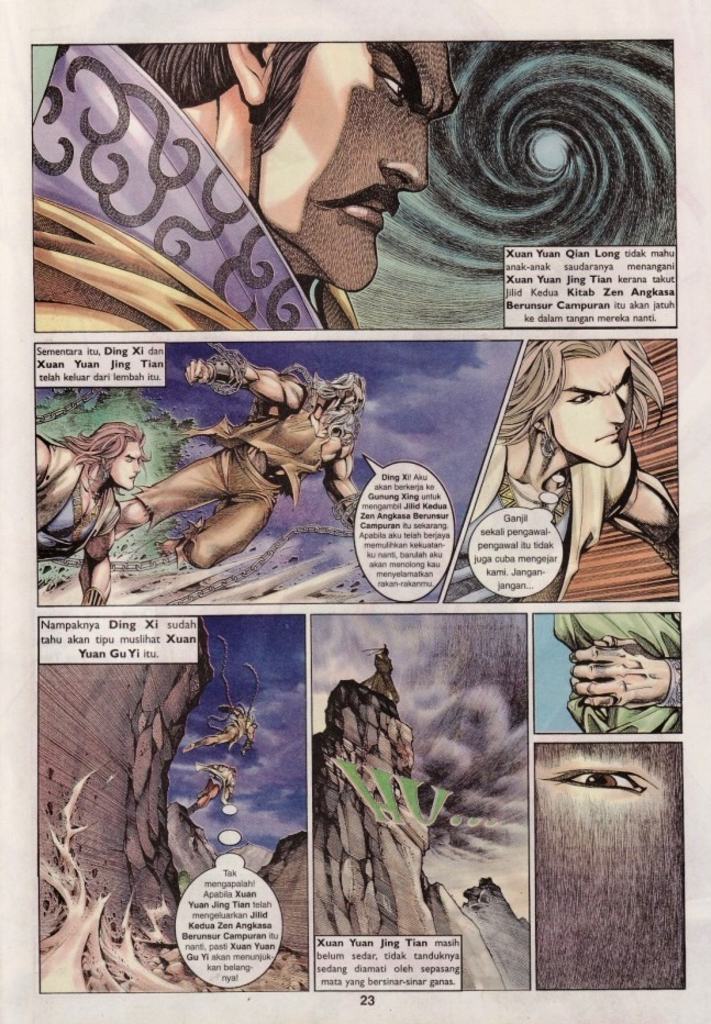 Xuan Yuan Qian Long tidak mahu
anak-anak saudaranya menangani
Xuan Yuan Jing Tian kerana takut
Jilid Kedua Kitab Zen Angkasa
Berunsur Campuran itu akan jatuh
ke dalam tangan mereka nanti.
Sementara itu, Ding Xi dan
Xuan Yuan Jing Tian
telah keluar dari lembah itu.
Ding Xi! Aku
akan berkerja ke
Gunung Xing untuk
mengambil Jilid Kedua
Zen Angkasa Berunsur
Campuran itu sekarang.
Apabila aku telah berjaya
memulihkan kekuatan-
ku nanti, barulah aku
akan menolong kau
menyelamatkan
rakan-rakanmu.
Ganjil
sekali pengawal-
pengawal itu tidak
juga cuba mengejar
kami. Jangan-
jangan...
Nampaknya Ding Xi sudah
tahu akan tipu muslihat Xuan
Yuan Gu Yi itu.
Tak
mengapalah!
Apabila Xuan
Yuan Jing Tian telah
mengeluarkan Jilid
Kedua Zen Angkasa
Berunsur Campuran itu
nanti, pasti Xuan Yuan
Gu Yi akan menunjuk-
kan belang-
nya!
HU...
Xuan Yuan Jing Tian masih
belum sedar, tidak tanduknya
sedang diamati oleh sepasang
mata yang bersinar-sinar ganas.
23